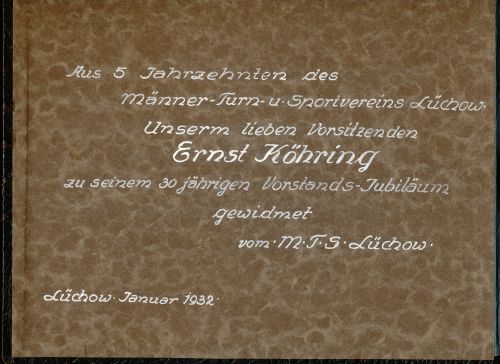 Aus 5 Jahrzehnten des
Männer-Turn-u. Sportvereins Lüchow.
Unserm lieben Vorsitzenden
Ernst Köhring
zu seinem 30 jährigen Vorstands-Jubiläum
gewidmet
vom·M·T·S·Lüchow·
Lüchow·Januar 1932·